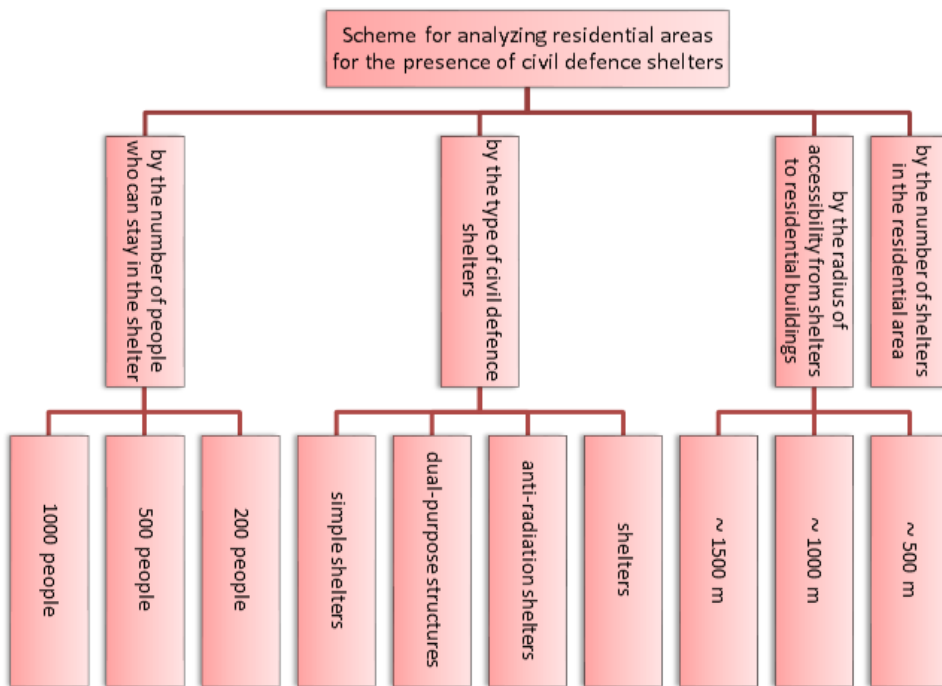 Scheme for analyzing residential areas
for the presence of civil defence shelters
by the number of people
who can stay in the shelter
by the type of civil defence
shelters
by the radius of
accessibility from shelters
to residential buildings
by the number of shelters
in the residential area
1000 people
500 people
200 people
simple shelters
dual-purpose structures
anti-radiation shelters
shelters
~ 1500 m
~ 1000 m
~ 500 m